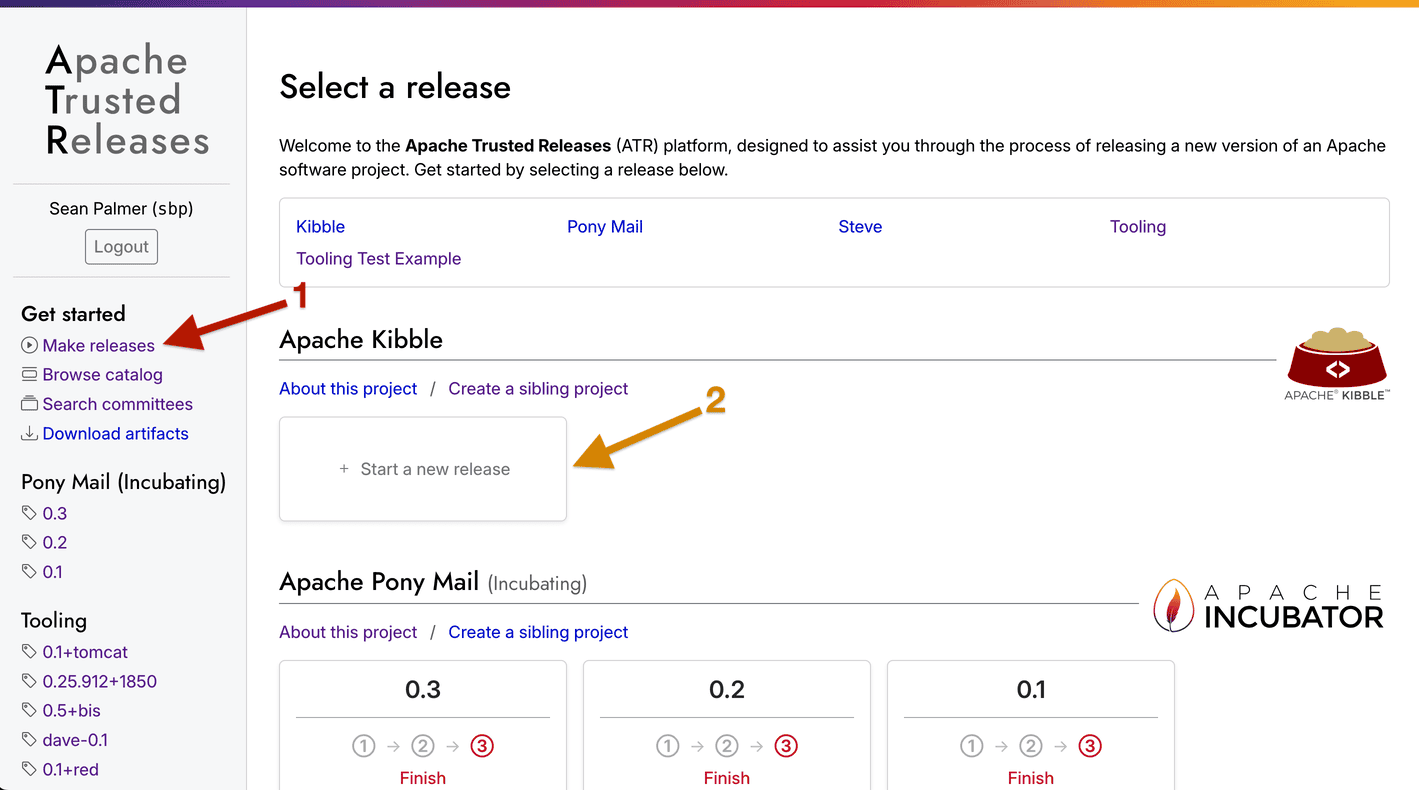 Apache
Trusted
Releases
Sean Palmer (sbp)
Logout
Get started
Make releases
Browse catalog
Search committees
Download artifacts
Pony Mail (Incubating)
0.3
0.2
0.1
Tooling
0.1+tomcat
0.25.912+1850
0.5+bis
dave-0.1
0.1+red
Select a release
Welcome to the Apache Trusted Releases (ATR) platform, designed to assist you through the process of releasing a new version of an Apache
software project. Get started by selecting a release below.
Kibble Pony Mail Steve Tooling
Tooling Test Example
1
Apache Kibble
APACHE® KIBBLE™
About this project / Create a sibling project
2
+ Start a new release
Apache Pony Mail (Incubating)
APACHE
INCUBATOR
About this project / Create a sibling project
0.3 0.2 0.1
1 → 2 → 3 1 → 2 → 3 1 → 2 → 3
Finish Finish Finish